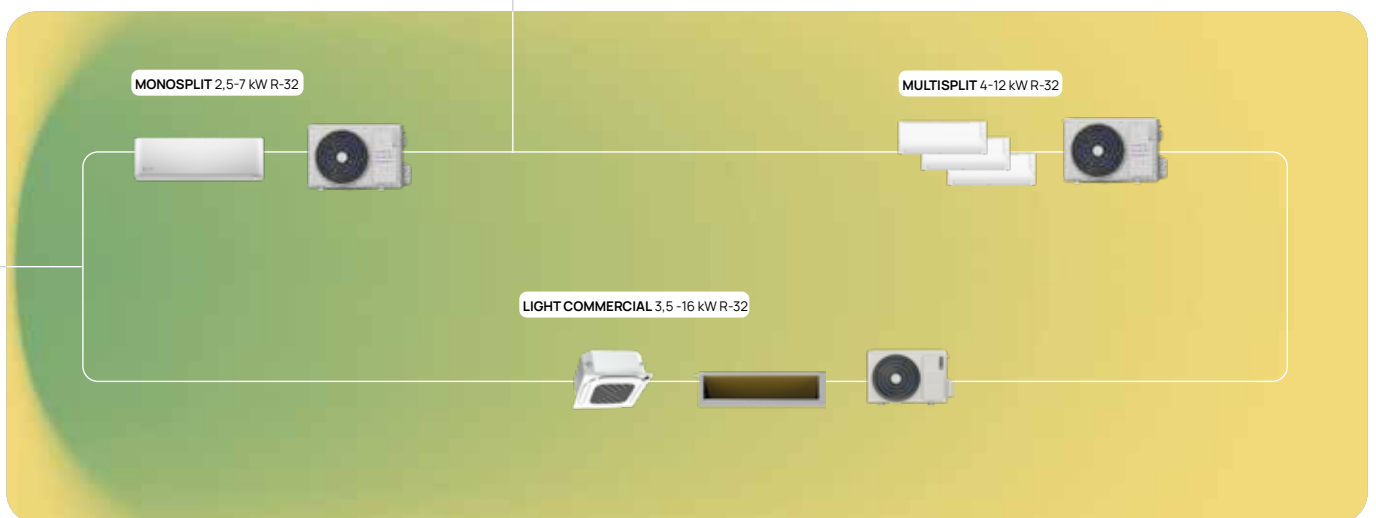 MONOSPLIT 2,5-7 kW R-32
MULTISPLIT 4-12 kW R-32
LIGHT COMMERCIAL 3,5 -16 kW R-32